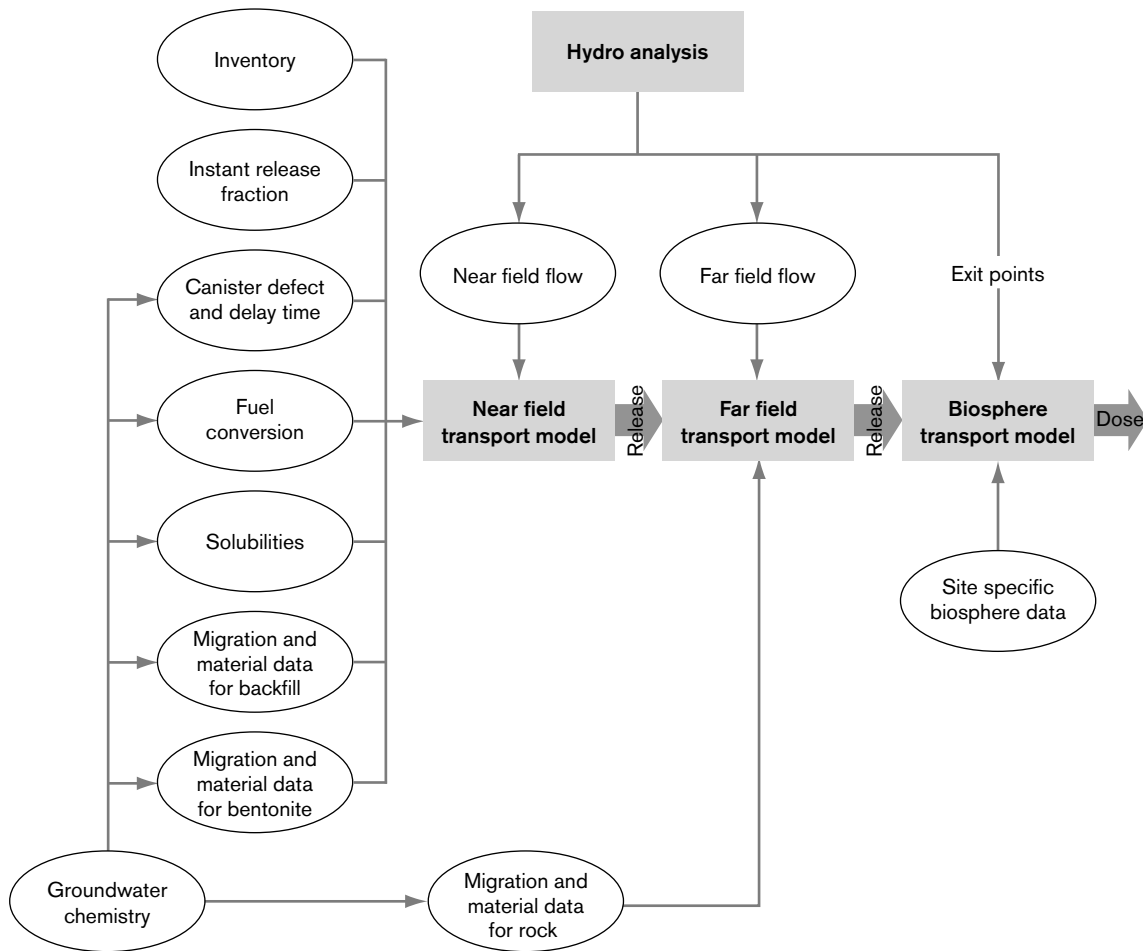 Inventory
Hydro analysis
Instant release
fraction
Near field flow
Far field flow
Exit points
Canister defect
and delay time
Fuel
conversion
Near field
transport model
Release
Far field
transport model
Release
Biosphere
transport model
Dose
Solubilities
Site specific
biosphere data
Migration and
material data
for backfill
Migration and
material data
for bentonite
Groundwater
chemistry
Migration and
material data
for rock